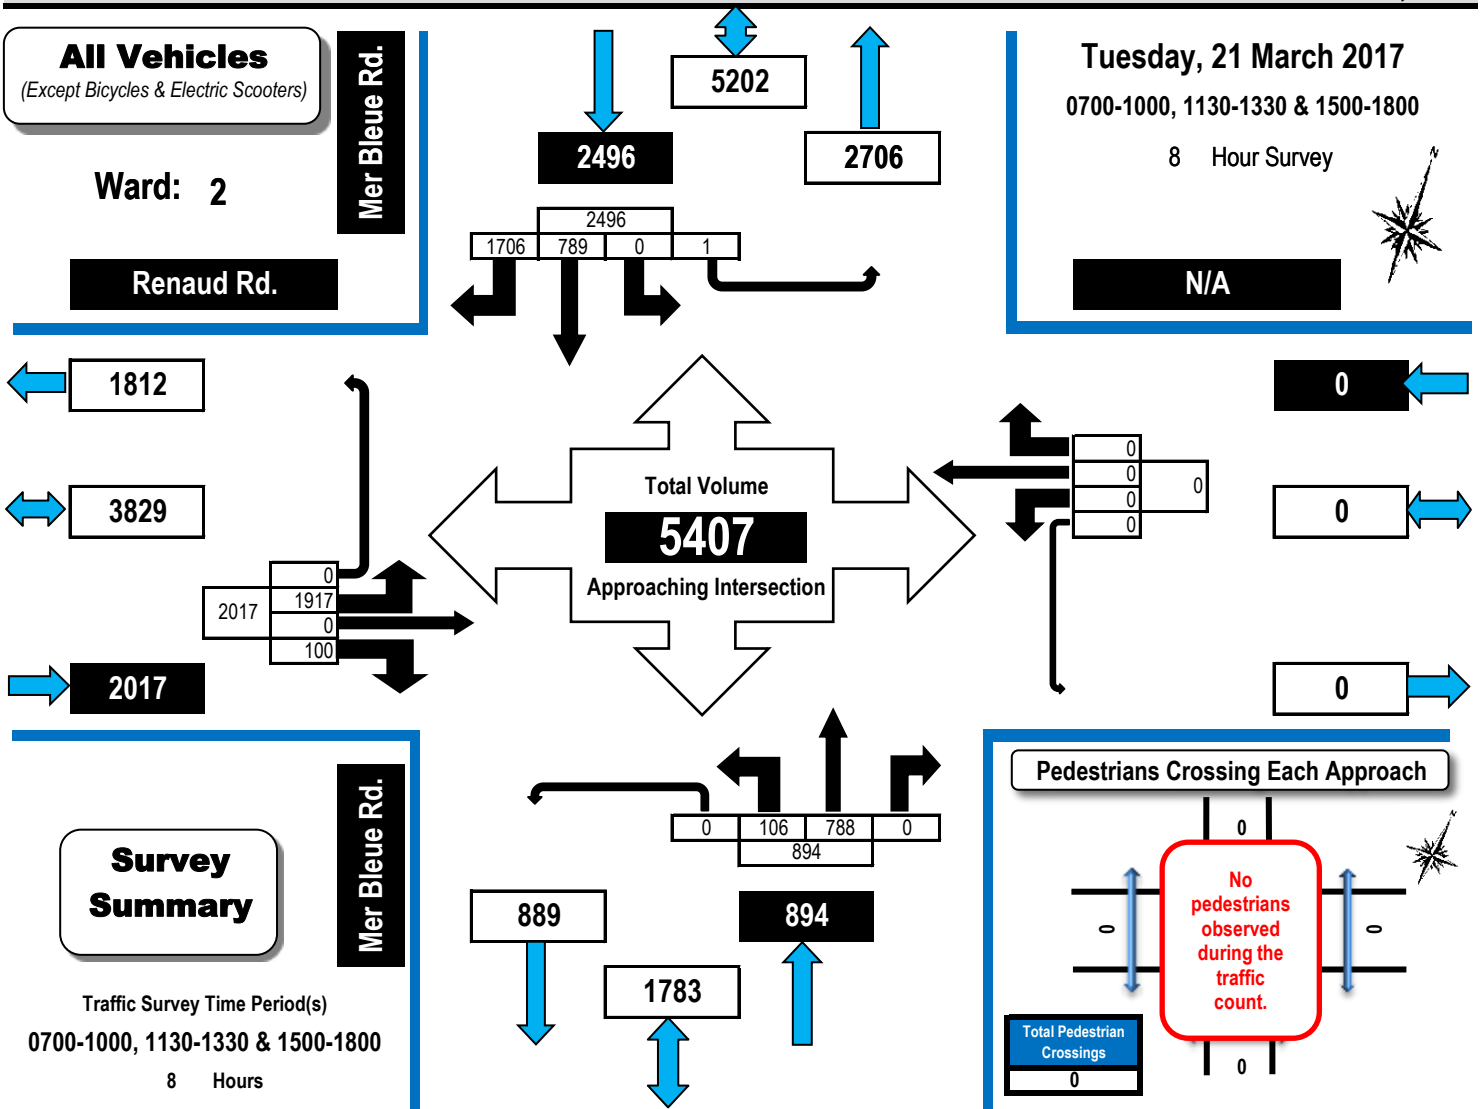 All Vehicles
(Except Bicycles & Electric Scooters)
Ward: 2
Mer Bleue Rd.
Renaud Rd.
5202
2496
2706
2496
1706 789 0 1
Tuesday, 21 March 2017
0700-1000, 1130-1330 & 1500-1800
8 Hour Survey
N
N/A
1812
3829
0
1917
2017
0
100
2017
Total Volume
5407
Approaching Intersection
0
0
0
0
0
0
0
0
Survey
Summary
Mer Bleue Rd.
Traffic Survey Time Period(s)
0700-1000, 1130-1330 & 1500-1800
8 Hours
0 106 788 0
894
889
894
1783
Pedestrians Crossing Each Approach
N
0
0
0
0
No
pedestrians
observed
during the
traffic
count.
Total Pedestrian
Crossings
0